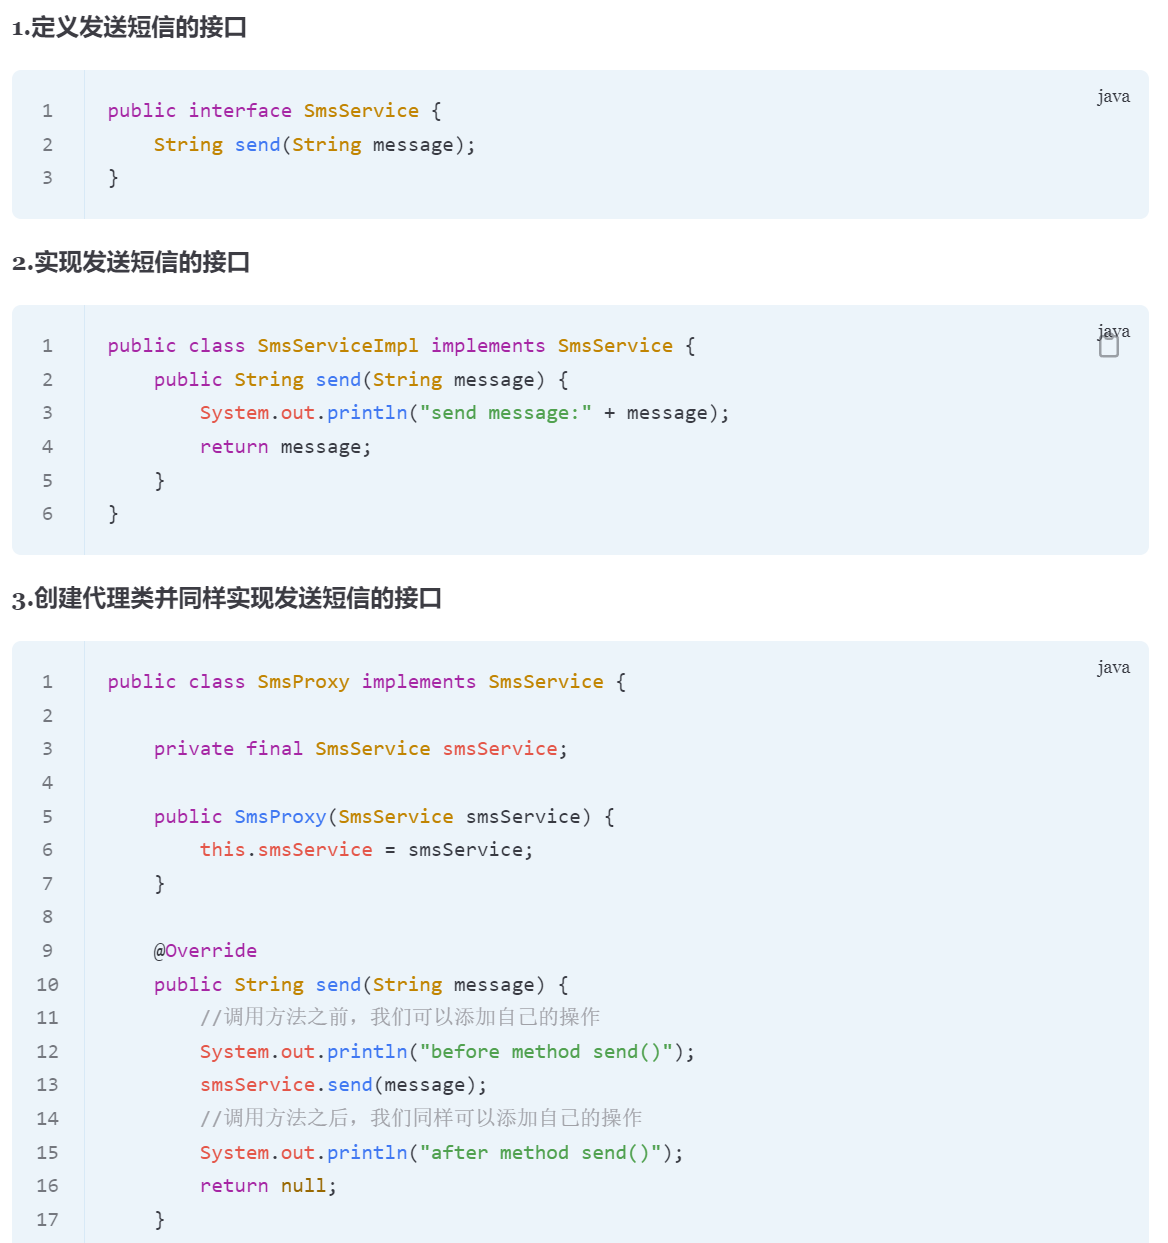 1.定义发送短信的接口
java
1 public interface SmsService {
2     String send(String message);
3 }
2.实现发送短信的接口
java
1 public class SmsServiceImpl implements SmsService {
2     public String send(String message) {
3         System.out.println("send message:" + message);
4         return message;
5     }
6 }
3.创建代理类并同样实现发送短信的接口
java
1 public class SmsProxy implements SmsService {
2
3     private final SmsService smsService;
4
5     public SmsProxy(SmsService smsService) {
6         this.smsService = smsService;
7     }
8
9     @Override
10     public String send(String message) {
11         //调用方法之前，我们可以添加自己的操作
12         System.out.println("before method send()");
13         smsService.send(message);
14         //调用方法之后，我们同样可以添加自己的操作
15         System.out.println("after method send()");
16         return null;
17     }